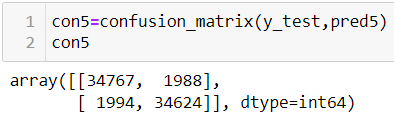 1 con5=confusion_matrix(y_test,pred5)
2 con5
array([[34767,  1988],
       [ 1994, 34624]], dtype=int64)